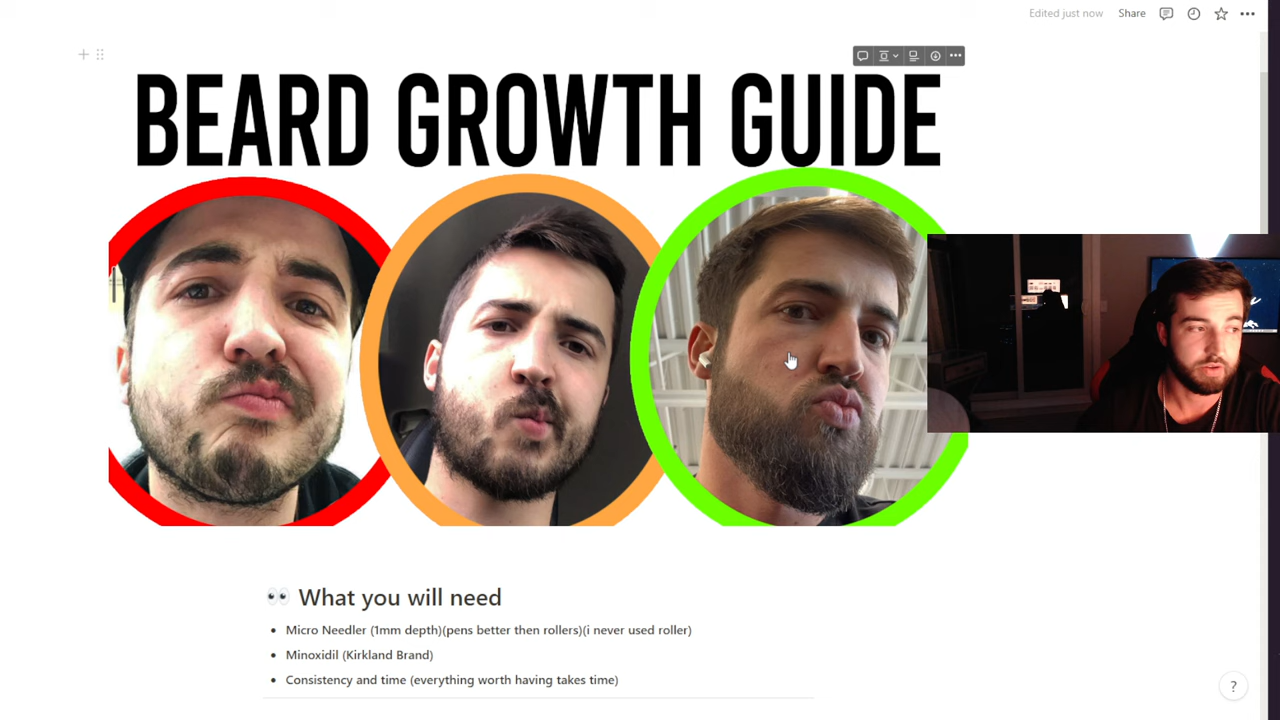 Edited just now Share
BEARD GROWTH GUIDE
👀 What you will need
• Micro Needler (1mm depth)(pens better then rollers)(i never used roller)
• Minoxidil (Kirkland Brand)
• Consistency and time (everything worth having takes time)
?